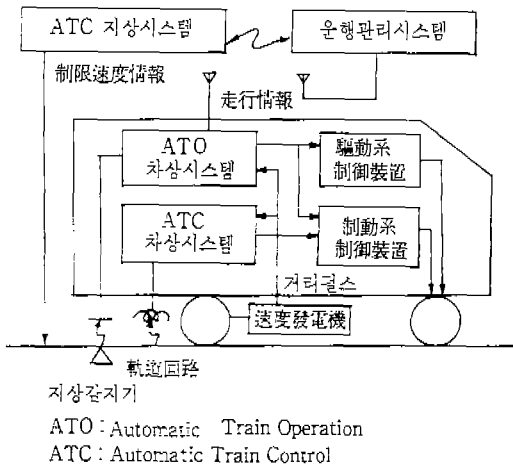 ATC 지상시스템
운행관리시스템
制限速度情報
走行情報
ATO
차상시스템
驅動系
制御裝置
ATC
차상시스템
制動系
制御裝置
거리펄스
速度發電機
軌道回路
지상감지기
ATO : Automatic Train Operation
ATC : Automatic Train Control